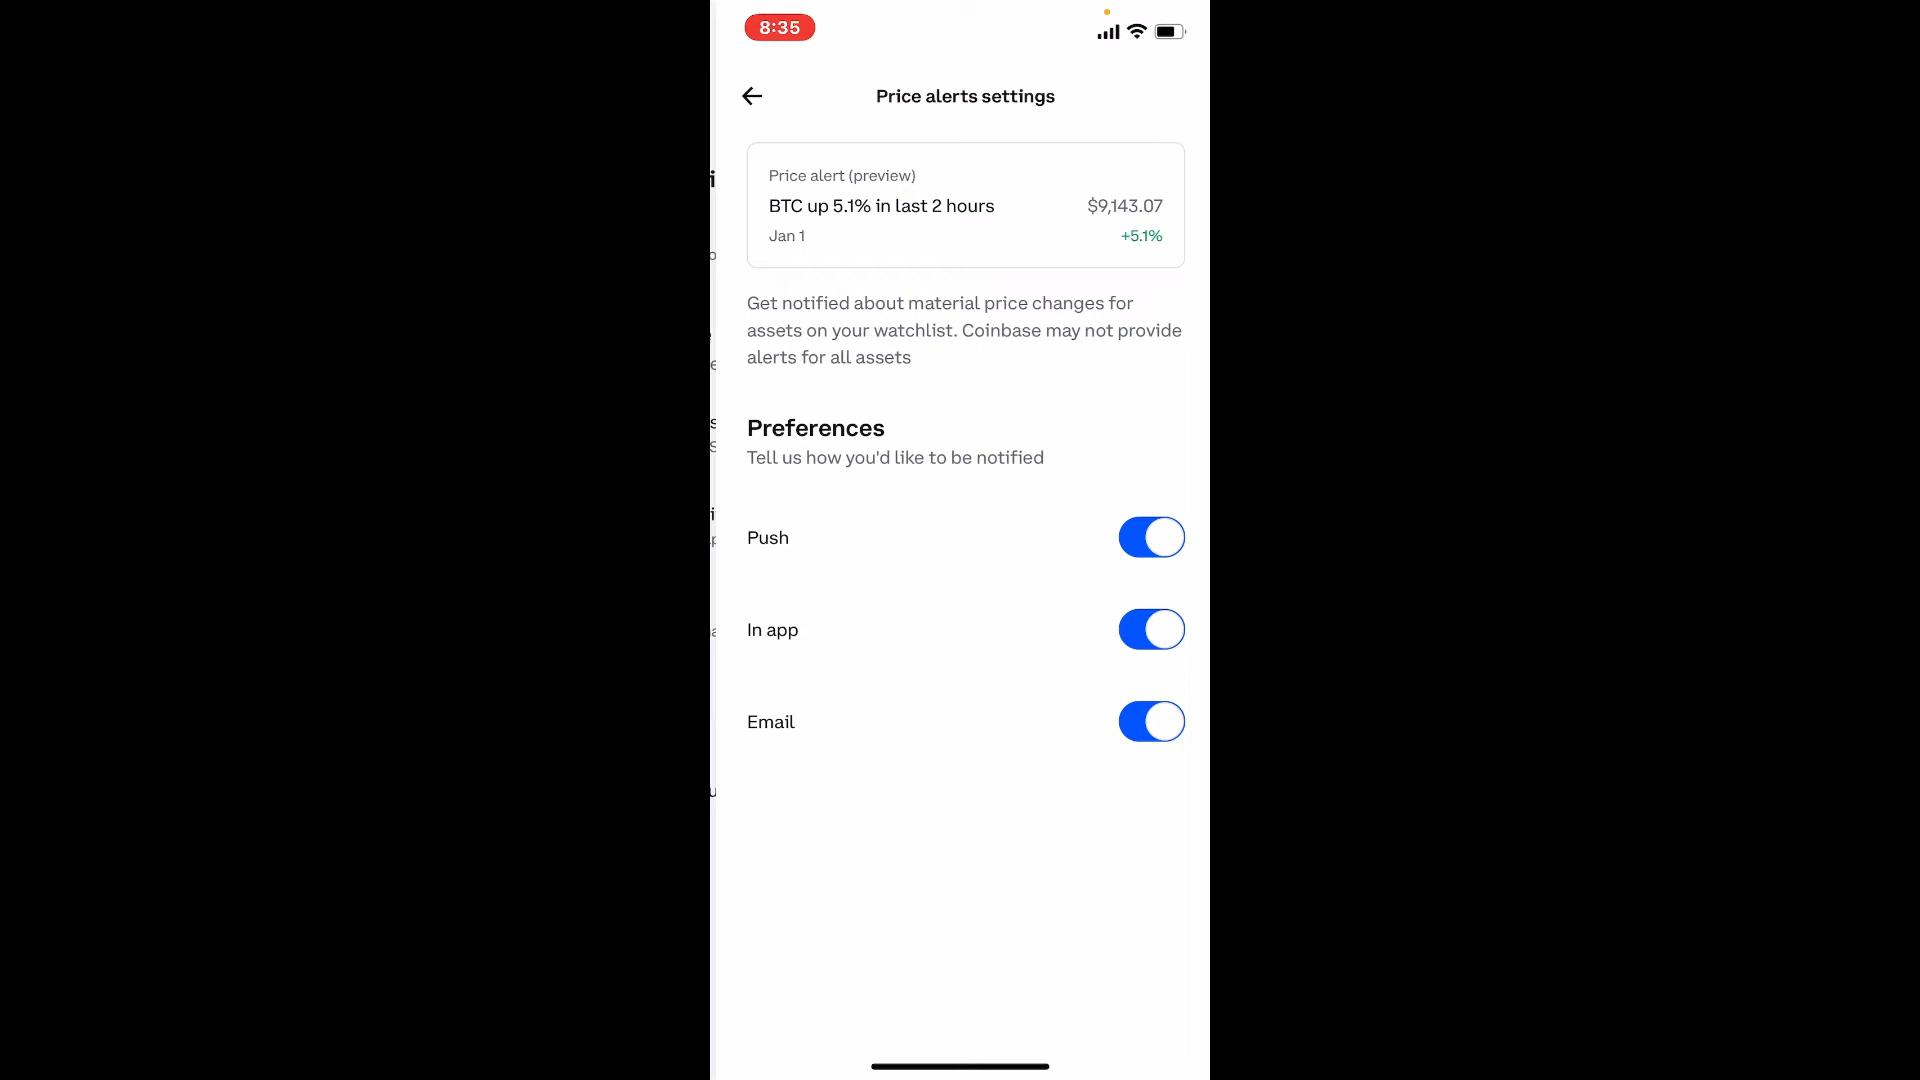 8:35
Price alerts settings
Price alert (preview)
BTC up 5.1% in last 2 hours $9,143.07
Jan 1 +5.1%
Get notified about material price changes for
assets on your watchlist. Coinbase may not provide
alerts for all assets
Preferences
Tell us how you'd like to be notified
Push
In app
Email